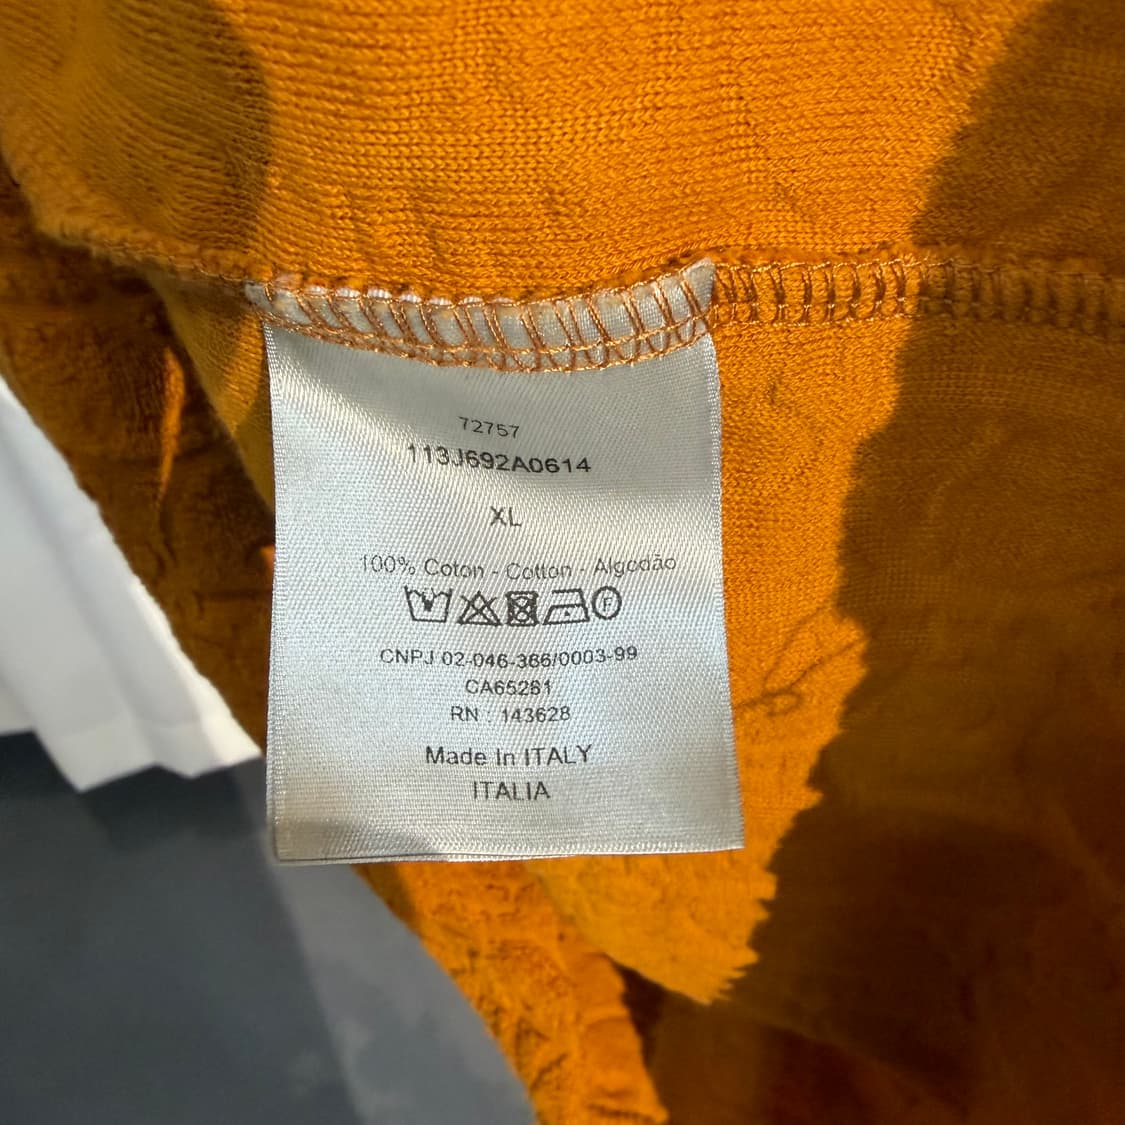 72757
113J692A0614
XL
100% Coton - Cotton - Algodão
F
CNPJ 02-046-366/0003-99
CA65281
RN : 143628
Made In ITALY
ITALIA